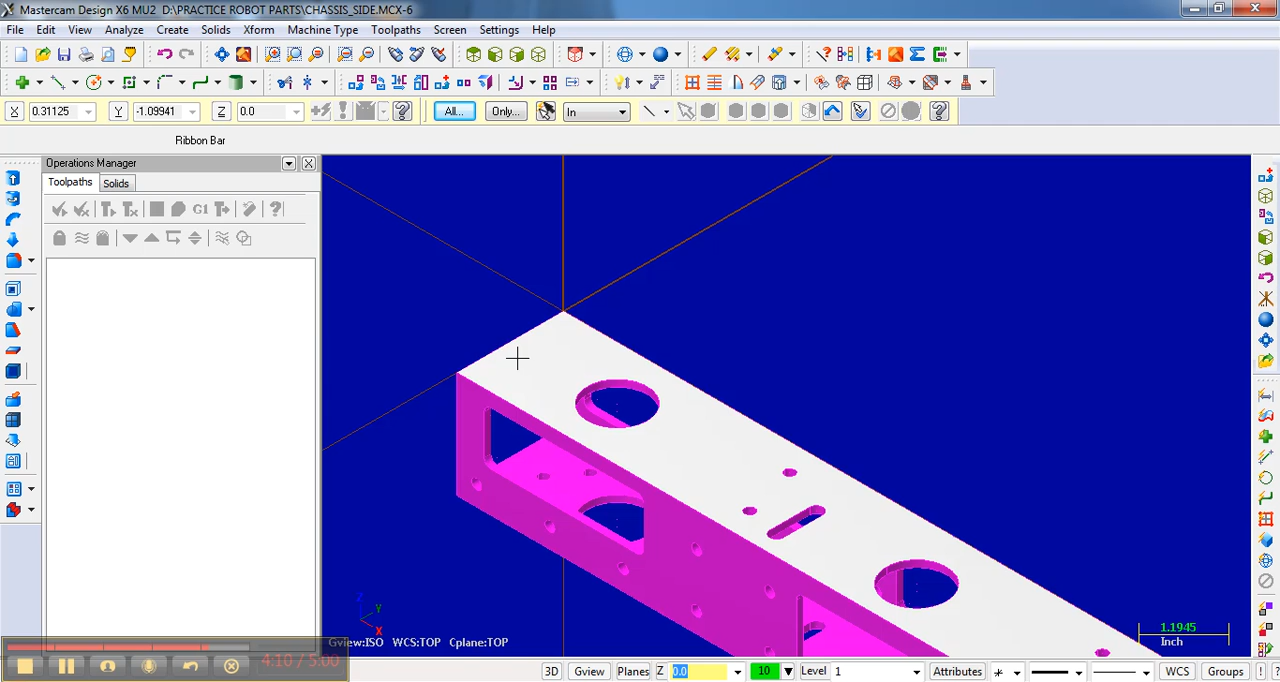 Mastercam Design X6 MU2  D:\PRACTICE ROBOT PARTS\CHASSIS_SIDE.MCX-6
File Edit View Analyze Create Solids Xform Machine Type Toolpaths Screen Settings Help
X 0.31125 Y -1.09941 Z 0.0 All... Only... In
Ribbon Bar
Operations Manager
Toolpaths Solids
G1
Z Y X
Gview:ISO WCS:TOP Cplane:TOP
1.1945
Inch
4:10 / 5:00
3D Gview Planes Z 0.0 10 Level 1 Attributes WCS Groups